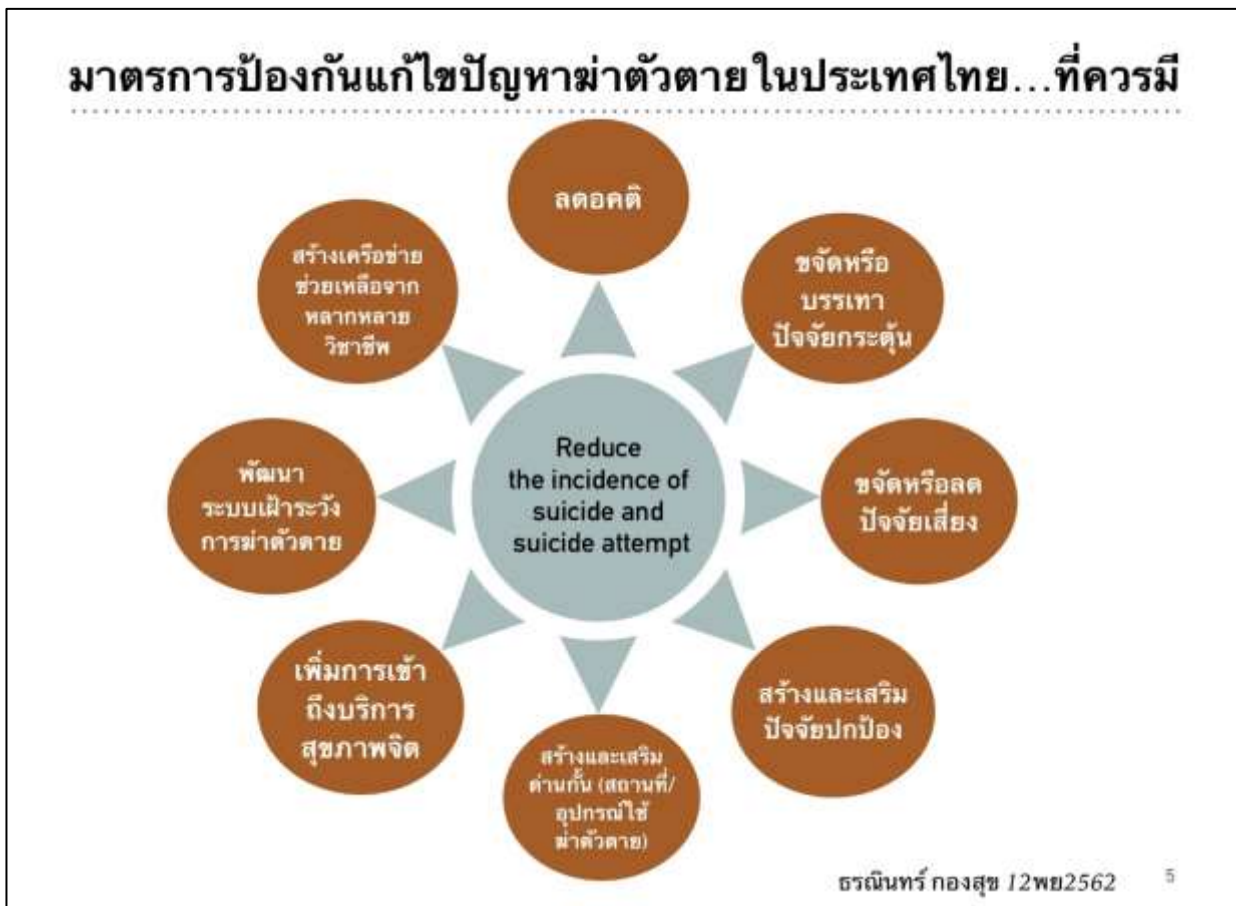 มาตรการป้องกันแก้ไขปัญหาฆ่าตัวตายในประเทศไทย...ที่ควรมี
ลดอคติ
ขจัดหรือ
บรรเทา
ปัจจัยกระตุ้น
ขจัดหรือลด
ปัจจัยเสี่ยง
สร้างและเสริม
ปัจจัยปกป้อง
สร้างและเสริม
ด่านกั้น (สถานที่/
อุปกรณ์ใช้
ฆ่าตัวตาย)
เพิ่มการเข้า
ถึงบริการ
สุขภาพจิต
พัฒนา
ระบบเฝ้าระวัง
การฆ่าตัวตาย
สร้างเครือข่าย
ช่วยเหลือจาก
หลากหลาย
วิชาชีพ
Reduce
the incidence of
suicide and
suicide attempt
ธรณินทร์ กองสุข 12พย2562
5